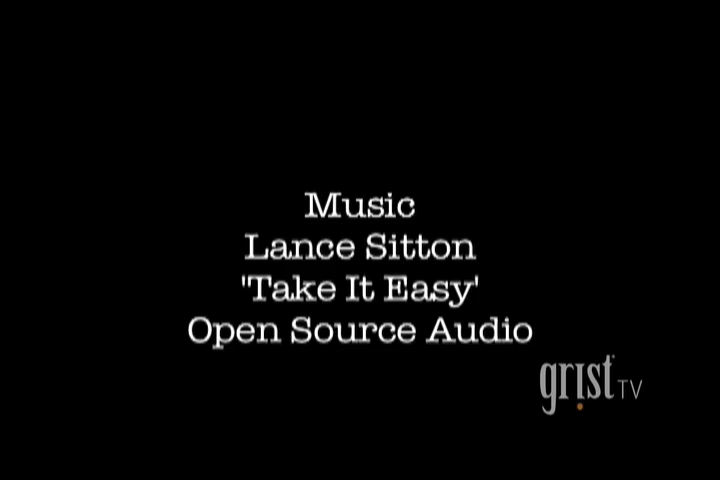 Music
Lance Sitton
'Take It Easy'
Open Source Audio
grist TV